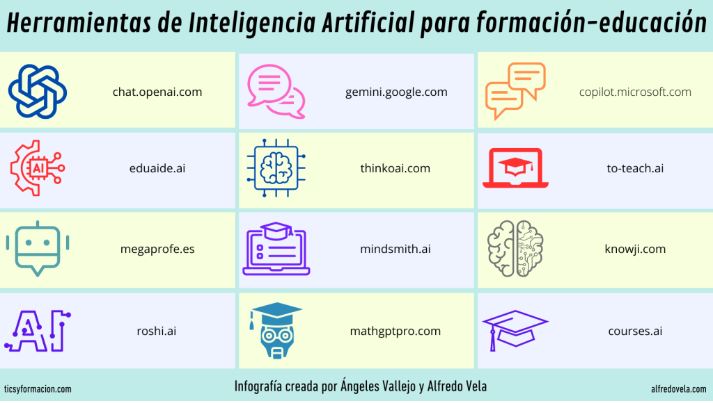 Herramientas de Inteligencia Artificial para formación-educación
chat.openai.com
gemini.google.com
copilot.microsoft.com
eduaide.ai
AI
thinkoai.com
to-teach.ai
megaprofe.es
mindsmith.ai
knowji.com
AI
roshi.ai
mathgptpro.com
courses.ai
ticsyformacion.com
Infografía creada por Ángeles Vallejo y Alfredo Vela
alfredovela.com